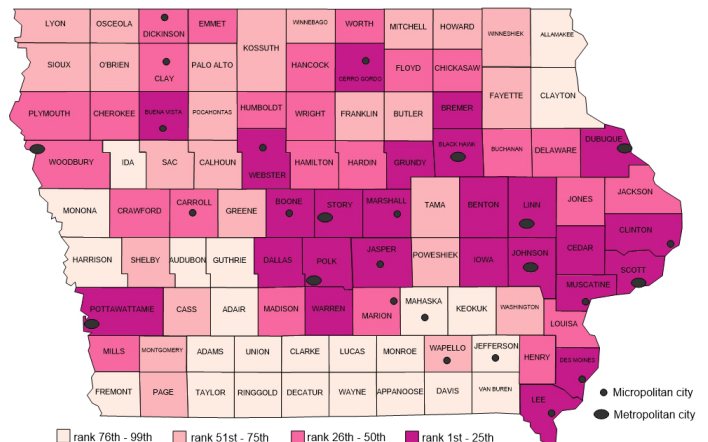 LYON OSCEOLA DICKINSON EMMET WINNEBAGO WORTH MITCHELL HOWARD WINNESHIEK ALLAMAKEE
KOSSUTH
SIOUX O'BRIEN CLAY PALO ALTO HANCOCK CERRO GORDO FLOYD CHICKASAW
FAYETTE CLAYTON
PLYMOUTH CHEROKEE BUENA VISTA POCAHONTAS HUMBOLDT WRIGHT FRANKLIN BUTLER BREMER
WOODBURY IDA SAC CALHOUN WEBSTER HAMILTON HARDIN GRUNDY BLACK HAWK BUCHANAN DELAWARE DUBUQUE
MONONA CRAWFORD CARROLL GREENE BOONE STORY MARSHALL TAMA BENTON LINN JONES JACKSON
CLINTON
HARRISON SHELBY AUDUBON GUTHRIE DALLAS POLK JASPER POWESHIEK IOWA JOHNSON CEDAR
SCOTT
MUSCATINE
POTTAWATTAMIE CASS ADAIR MADISON WARREN MARION MAHASKA KEOKUK WASHINGTON
LOUISA
MILLS MONTGOMERY ADAMS UNION CLARKE LUCAS MONROE WAPELLO JEFFERSON HENRY DES MOINES
FREMONT PAGE TAYLOR RINGGOLD DECATUR WAYNE APPANOOSE DAVIS VAN BUREN LEE
Micropolitan city
Metropolitan city
rank 76th - 99th rank 51st - 75th rank 26th - 50th rank 1st - 25th